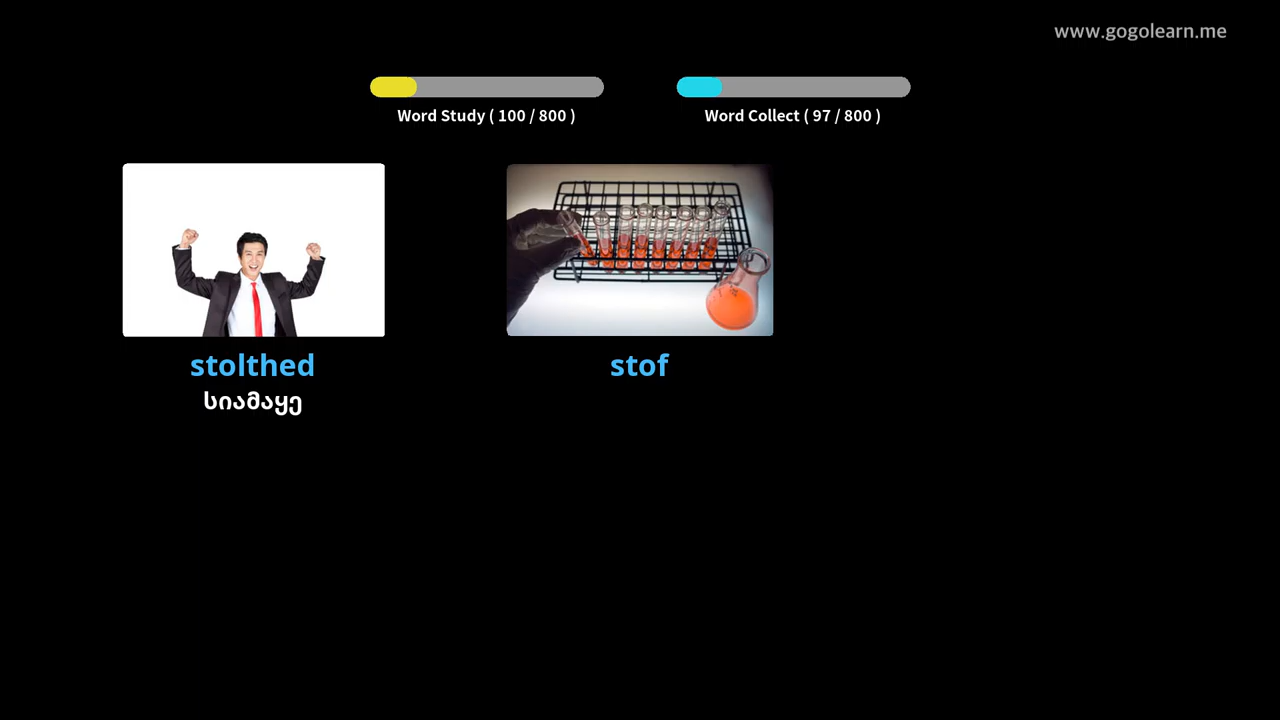 www.gogolearn.me
Word Study ( 100 / 800 )
Word Collect ( 97 / 800 )
stolthed
სიამაყე
stof